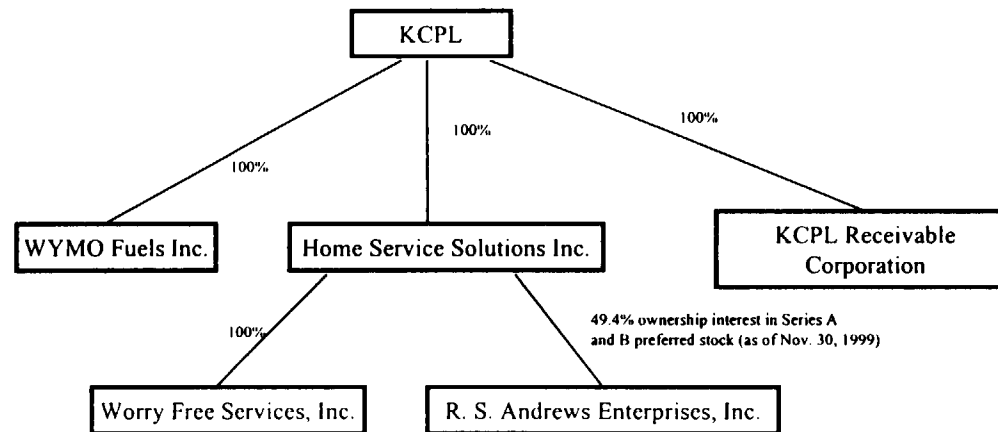 KCPL
100%
100%
100%
WYMO Fuels Inc.
Home Service Solutions Inc.
KCPL Receivable
Corporation
100%
49.4% ownership interest in Series A
and B preferred stock (as of Nov. 30, 1999)
Worry Free Services, Inc.
R. S. Andrews Enterprises, Inc.